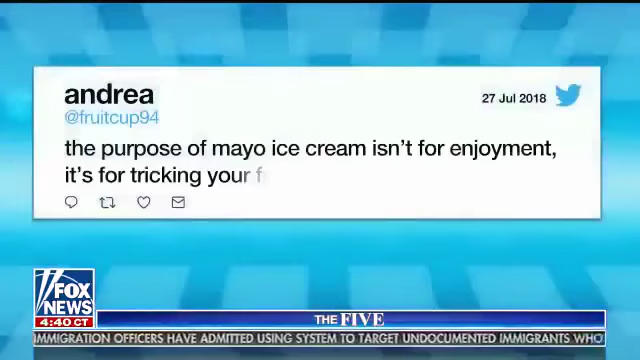 andrea
@fruitcup94
27 Jul 2018
the purpose of mayo ice cream isn't for enjoyment,
it's for tricking your f
FOX
NEWS
4:40 CT
THE FIVE
IMMIGRATION OFFICERS HAVE ADMITTED USING SYSTEM TO TARGET UNDOCUMENTED IMMIGRANTS WHO